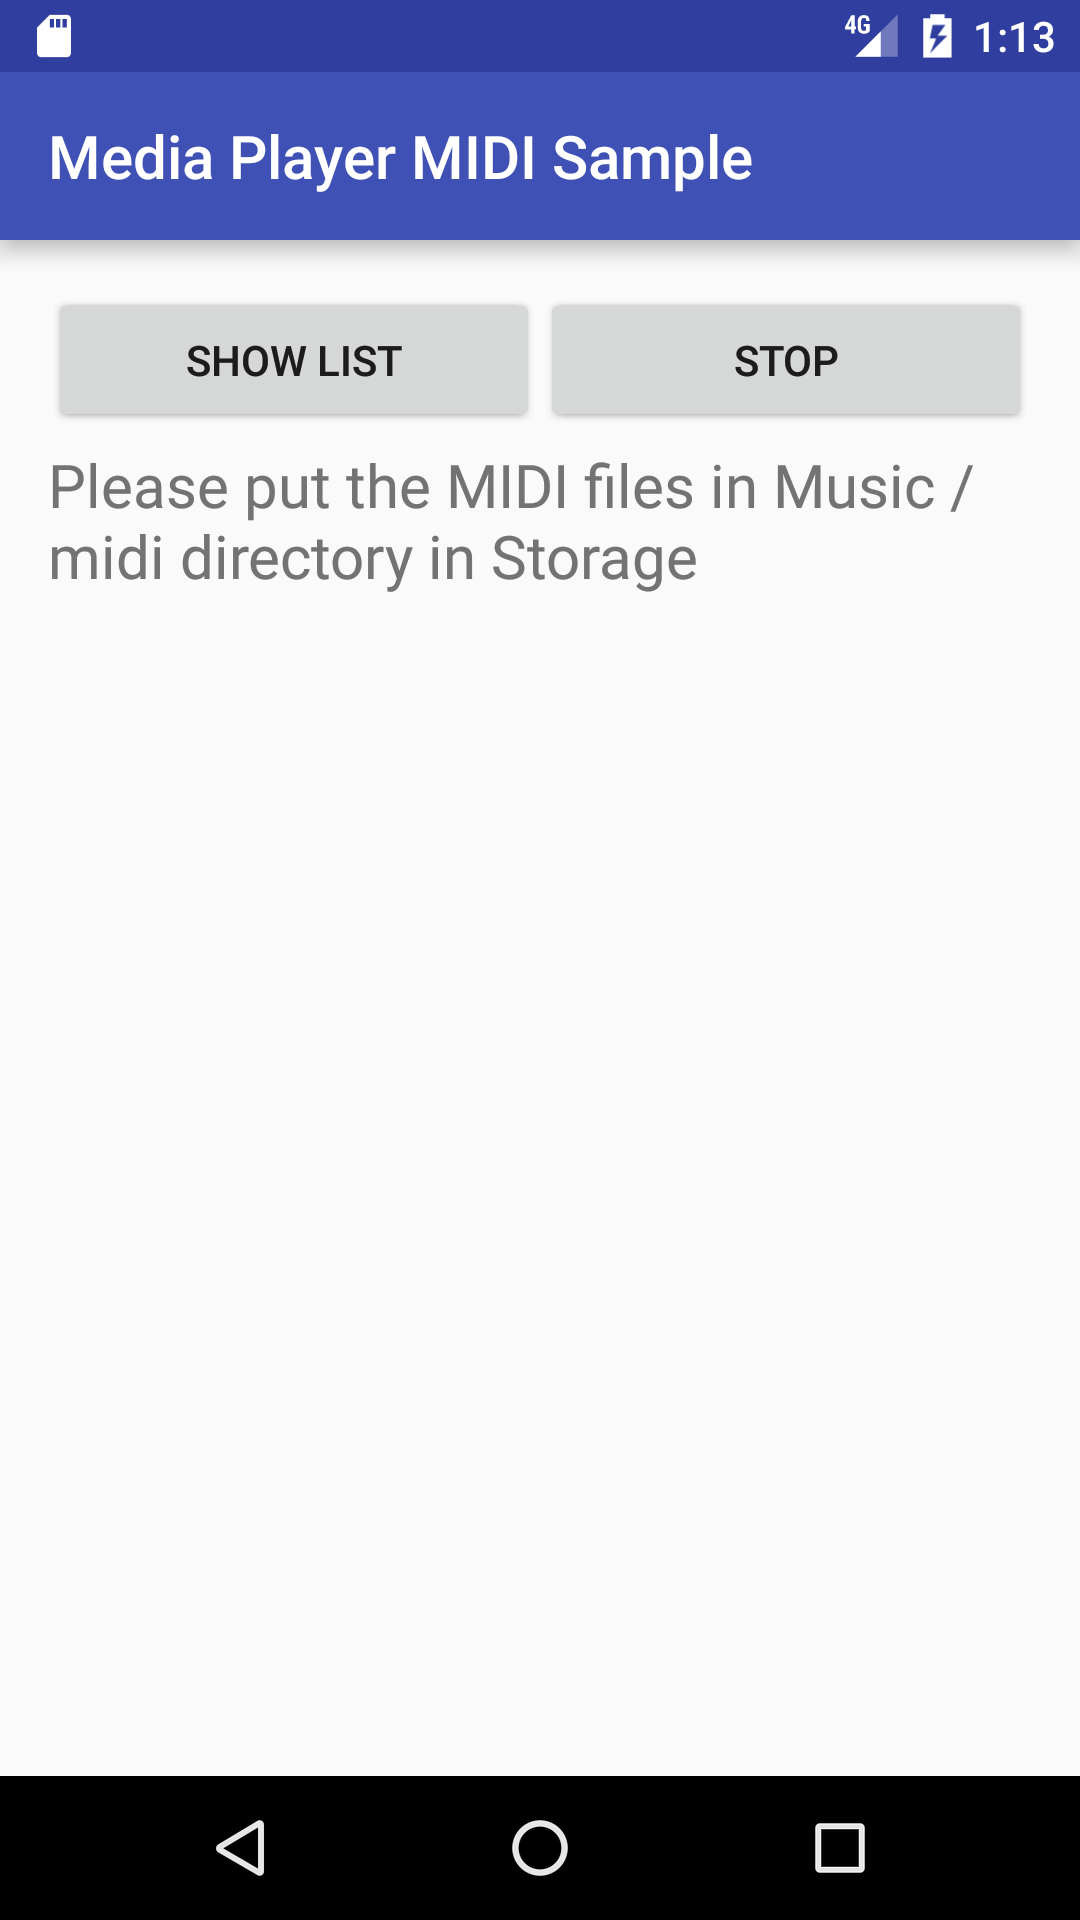 4G 1:13
Media Player MIDI Sample
SHOW LIST STOP
Please put the MIDI files in Music /
midi directory in Storage